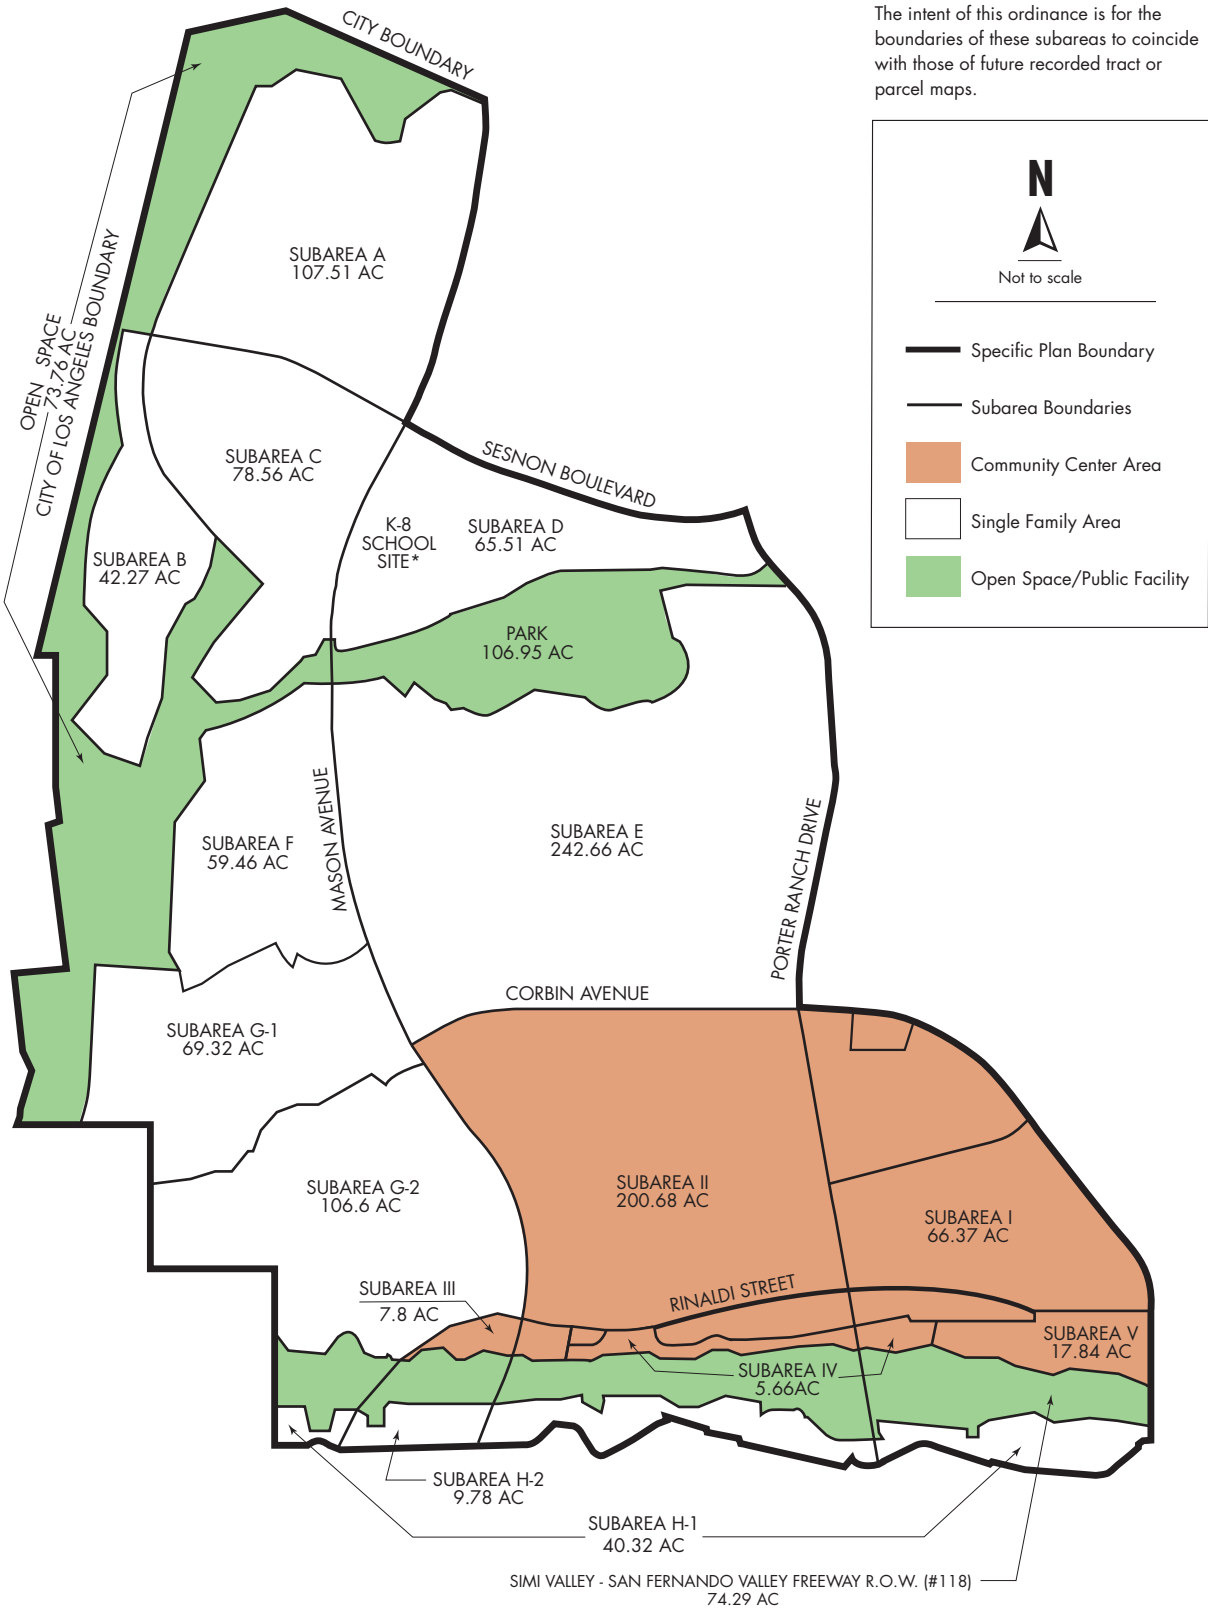 The intent of this ordinance is for the
boundaries of these subareas to coincide
with those of future recorded tract or
parcel maps.
N
Not to scale
Specific Plan Boundary
Subarea Boundaries
Community Center Area
Single Family Area
Open Space/Public Facility
CITY BOUNDARY
SUBAREA A
107.51 AC
OPEN SPACE
73.76 AC
CITY OF LOS ANGELES BOUNDARY
SUBAREA C
78.56 AC
SESNON BOULEVARD
K-8
SCHOOL
SITE*
SUBAREA D
65.51 AC
SUBAREA B
42.27 AC
PARK
106.95 AC
MASON AVENUE
SUBAREA F
59.46 AC
SUBAREA E
242.66 AC
PORTER RANCH DRIVE
CORBIN AVENUE
SUBAREA G-1
69.32 AC
SUBAREA G-2
106.6 AC
SUBAREA II
200.68 AC
SUBAREA I
66.37 AC
SUBAREA III
7.8 AC
RINALDI STREET
SUBAREA V
17.84 AC
SUBAREA IV
5.66AC
SUBAREA H-2
9.78 AC
SUBAREA H-1
40.32 AC
SIMI VALLEY - SAN FERNANDO VALLEY FREEWAY R.O.W. (#118)
74.29 AC